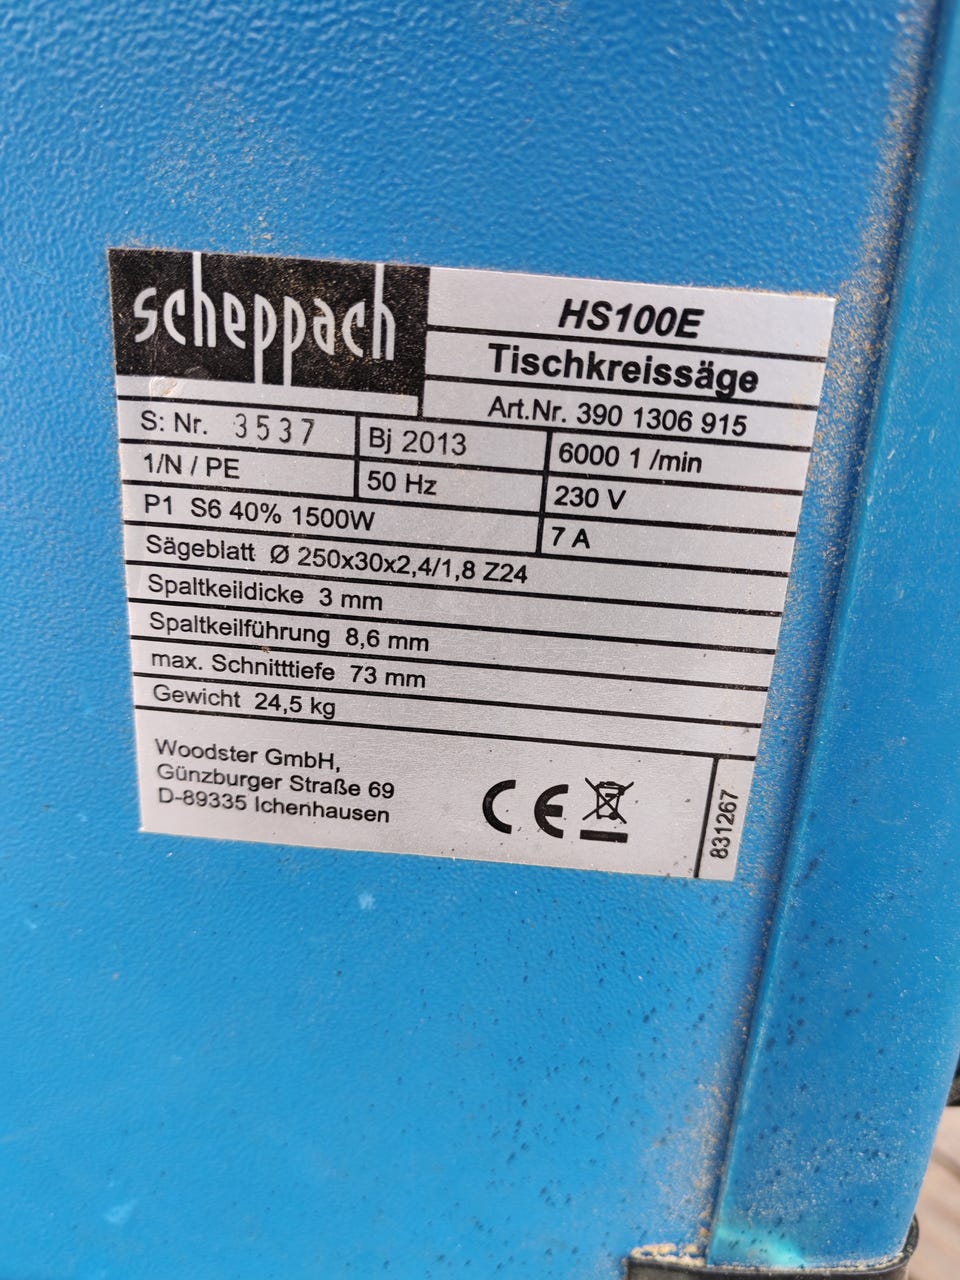 scheppach
HS100E
Tischkreissäge
Art.Nr. 390 1306 915
S: Nr. 3537 Bj 2013 6000 1 /min
1/N / PE 50 Hz 230 V
P1 S6 40% 1500W 7 A
Sägeblatt Ø 250x30x2,4/1,8 Z24
Spaltkeildicke 3 mm
Spaltkeilführung 8,6 mm
max. Schnitttiefe 73 mm
Gewicht 24,5 kg
Woodster GmbH,
Günzburger Straße 69
D-89335 Ichenhausen
CE
831267